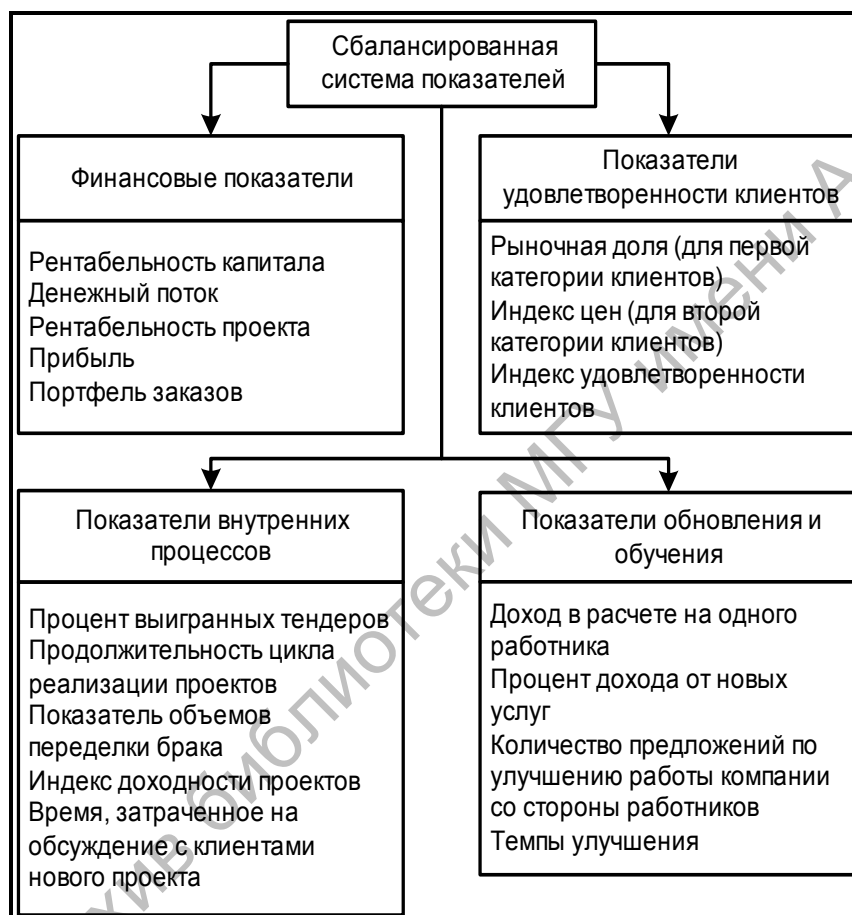 Сбалансированная
система показателей
Финансовые показатели
Рентабельность капитала
Денежный поток
Рентабельность проекта
Прибыль
Портфель заказов
Показатели
удовлетворенности клиентов
Рыночная доля (для первой
категории клиентов)
Индекс цен (для второй
категории клиентов)
Индекс удовлетворенности
клиентов
Показатели внутренних
процессов
Процент выигранных тендеров
Продолжительность цикла
реализации проектов
Показатель объемов
переделки брака
Индекс доходности проектов
Время, затраченное на
обсуждение с клиентами
нового проекта
Показатели обновления и
обучения
Доход в расчете на одного
работника
Процент дохода от новых
услуг
Количество предложений по
улучшению работы компании
со стороны работников
Темпы улучшения
библиотеки МГУ имени А